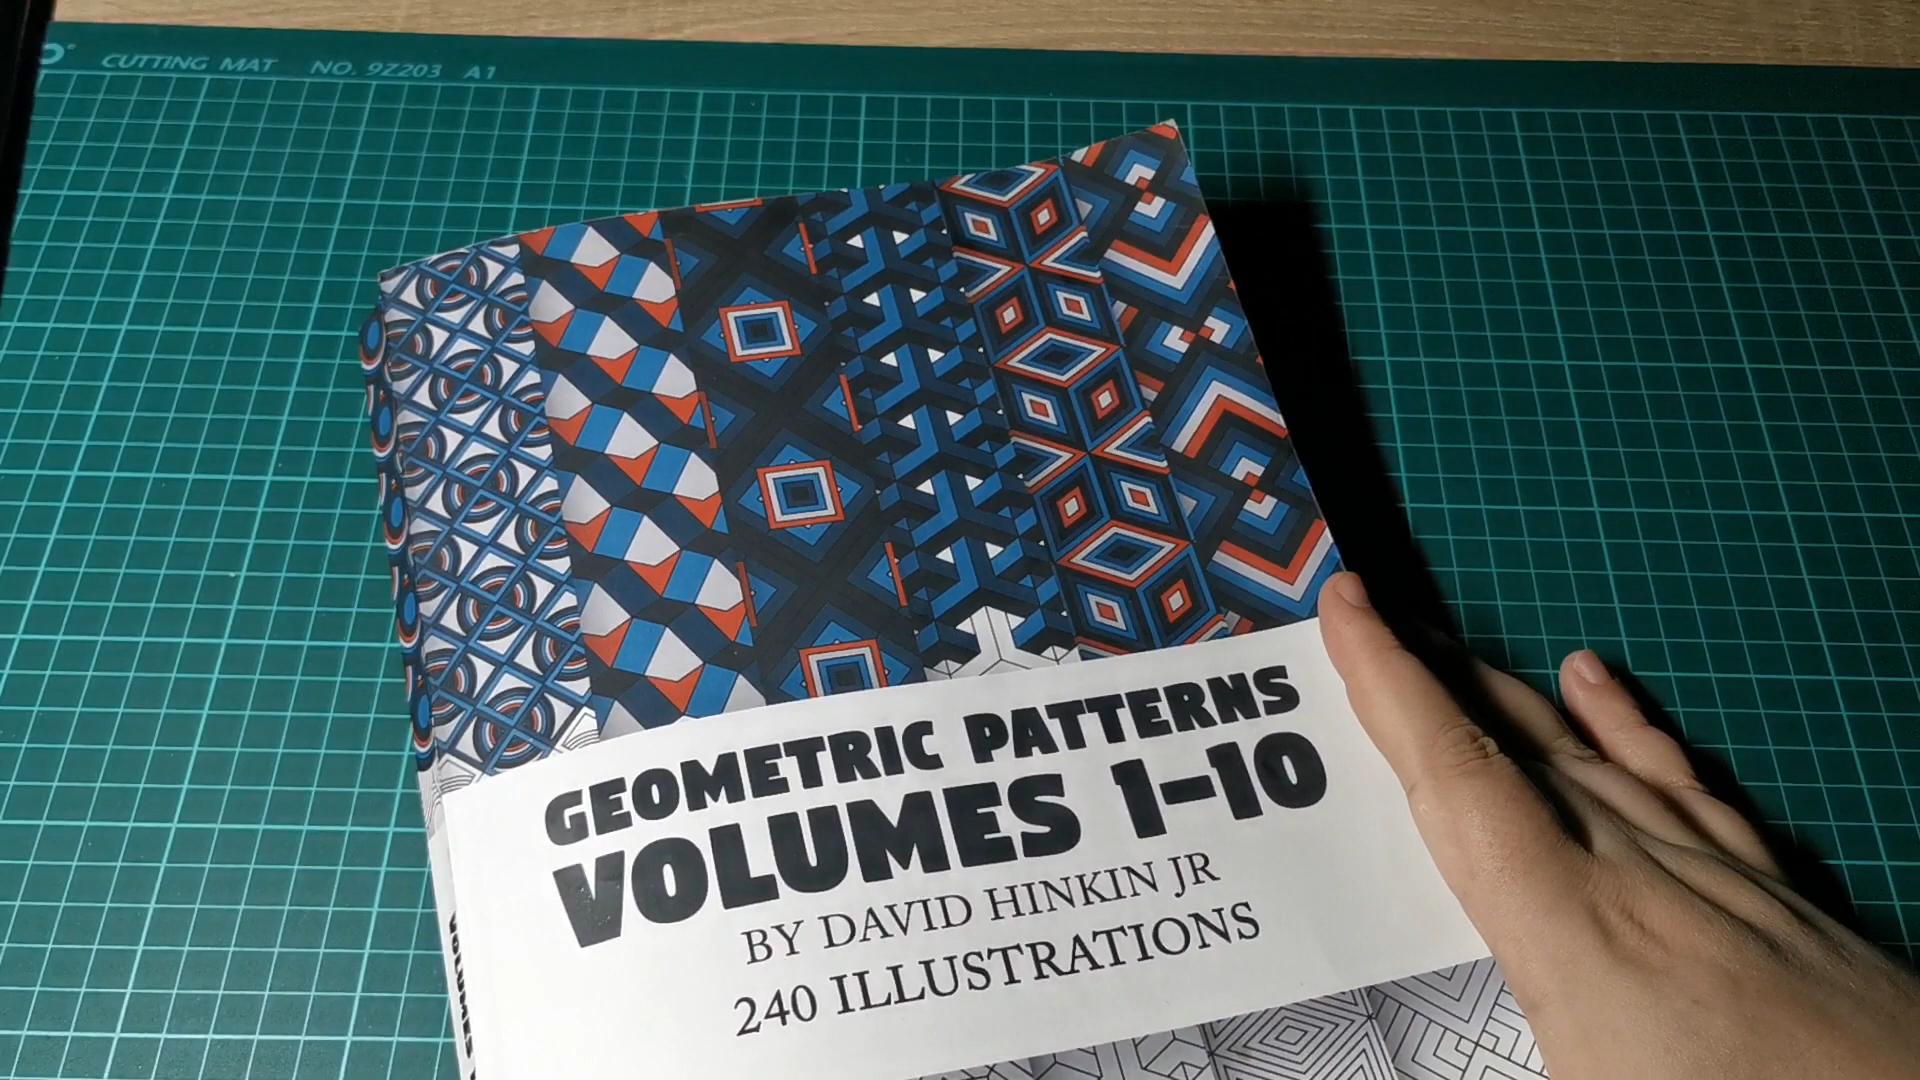 CUTTING MAT NO. 9Z203 A1
GEOMETRIC PATTERNS
VOLUMES 1-10
BY DAVID HINKIN JR
240 ILLUSTRATIONS
VOLUMES